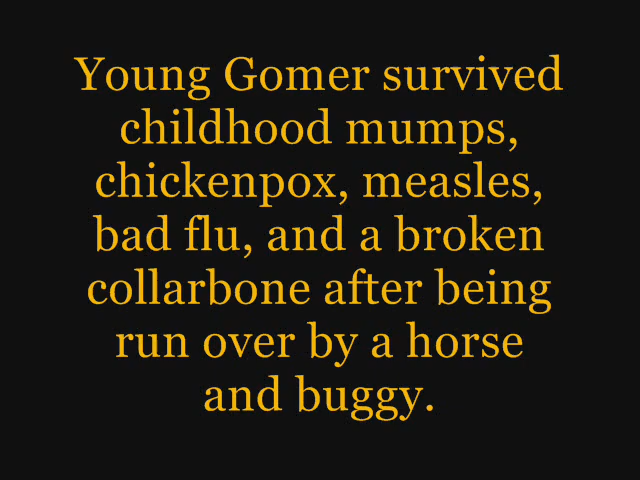 Young Gomer survived
childhood mumps,
chickenpox, measles,
bad flu, and a broken
collarbone after being
run over by a horse
and buggy.